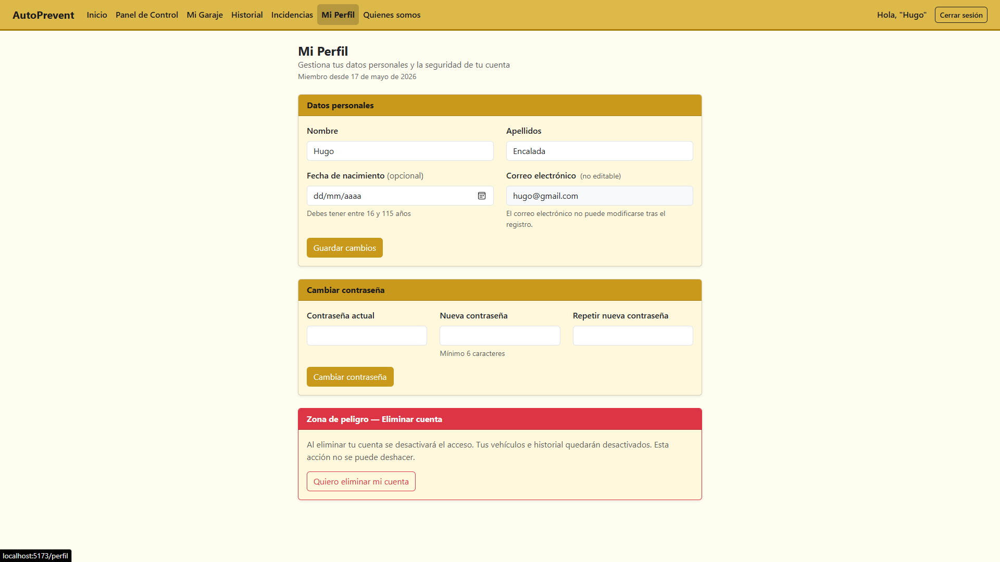 AutoPrevent Inicio Panel de Control Mi Garaje Historial Incidencias Mi Perfil Quienes somos Hola, "Hugo" Cerrar sesión
Mi Perfil
Gestiona tus datos personales y la seguridad de tu cuenta
Miembro desde 17 de mayo de 2026
Datos personales
Nombre Apellidos
Hugo Encalada
Fecha de nacimiento (opcional) Correo electrónico (no editable)
dd/mm/aaaa hugo@gmail.com
Debes tener entre 16 y 115 años El correo electrónico no puede modificarse tras el
registro.
Guardar cambios
Cambiar contraseña
Contraseña actual Nueva contraseña Repetir nueva contraseña
Mínimo 6 caracteres
Cambiar contraseña
Zona de peligro — Eliminar cuenta
Al eliminar tu cuenta se desactivará el acceso. Tus vehículos e historial quedarán desactivados. Esta
acción no se puede deshacer.
Quiero eliminar mi cuenta
localhost:5173/perfil